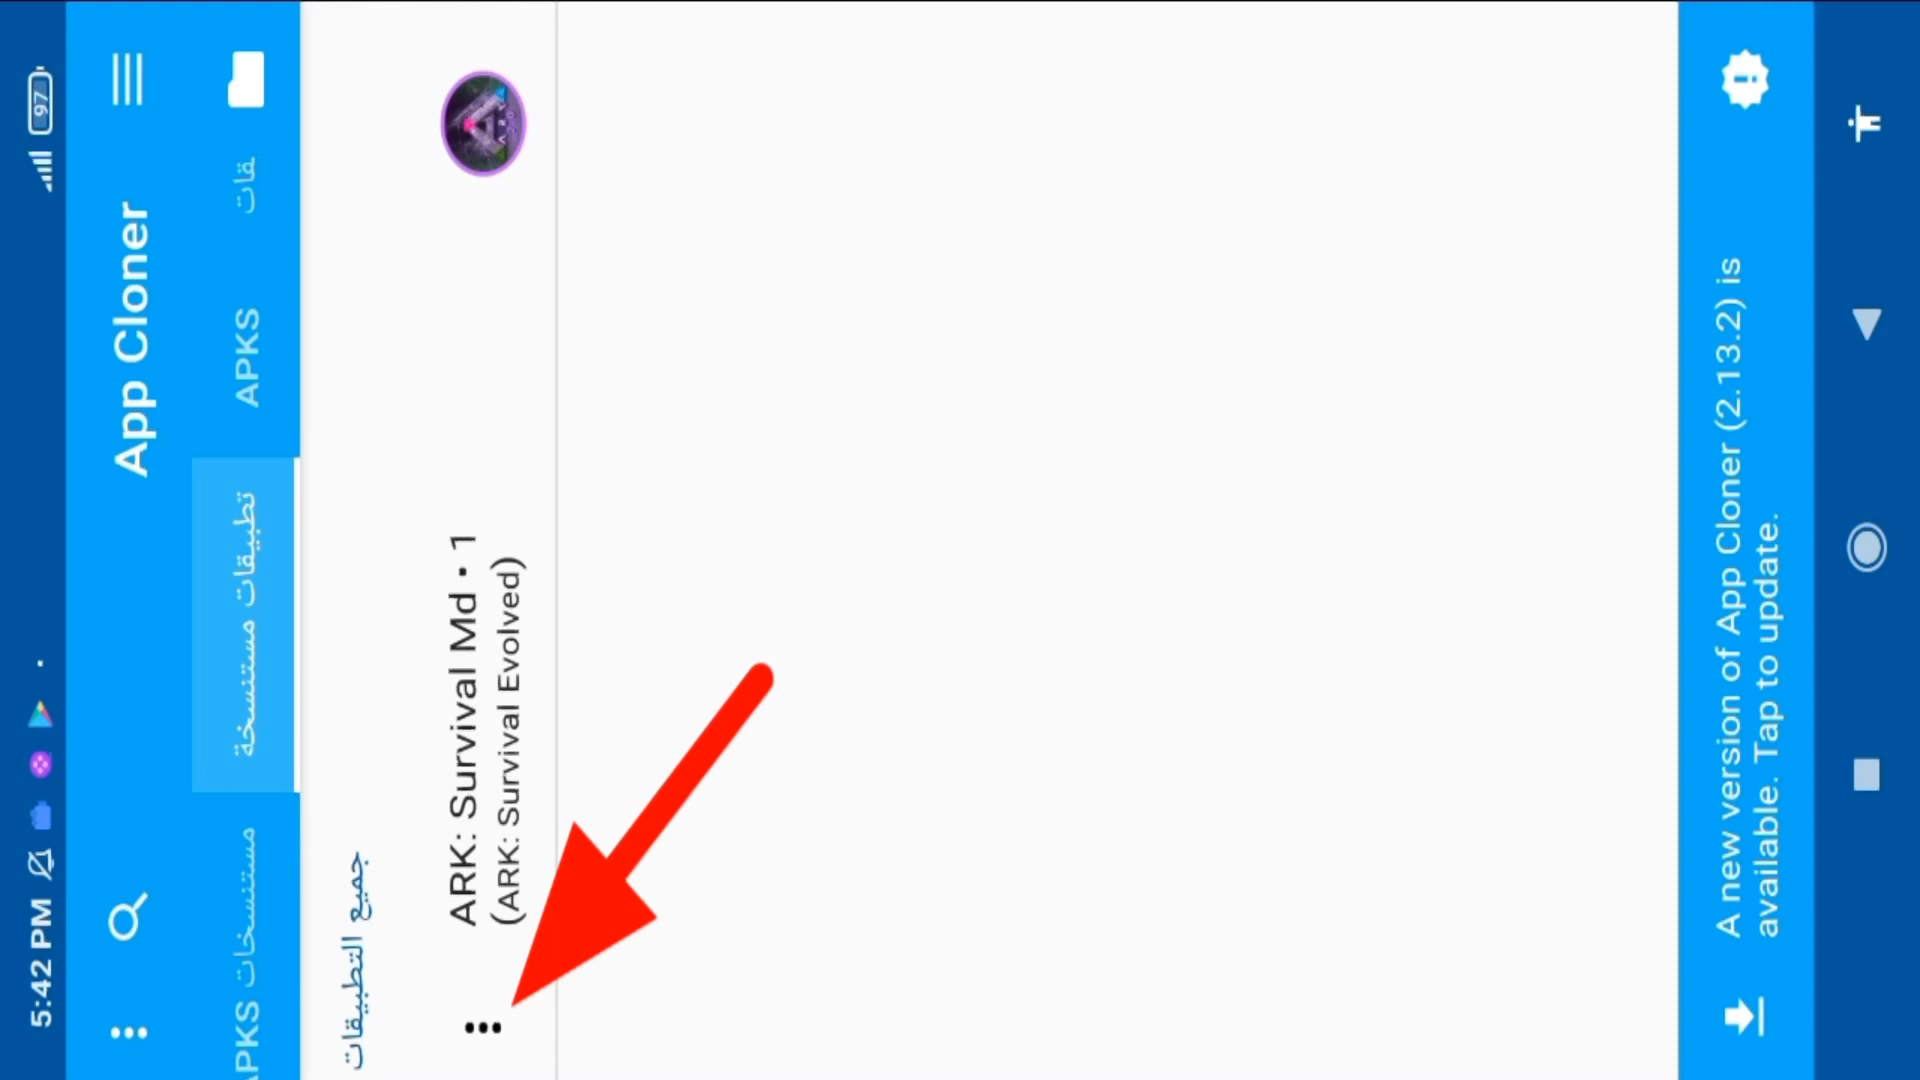 5:42 PM
97
App Cloner
قات
APKS
تطبيقات مستنسخة
مستنسخات APKS
جميع التطبيقات
ARK: Survival Md • 1
(ARK: Survival Evolved)
A new version of App Cloner (2.13.2) is
available. Tap to update.